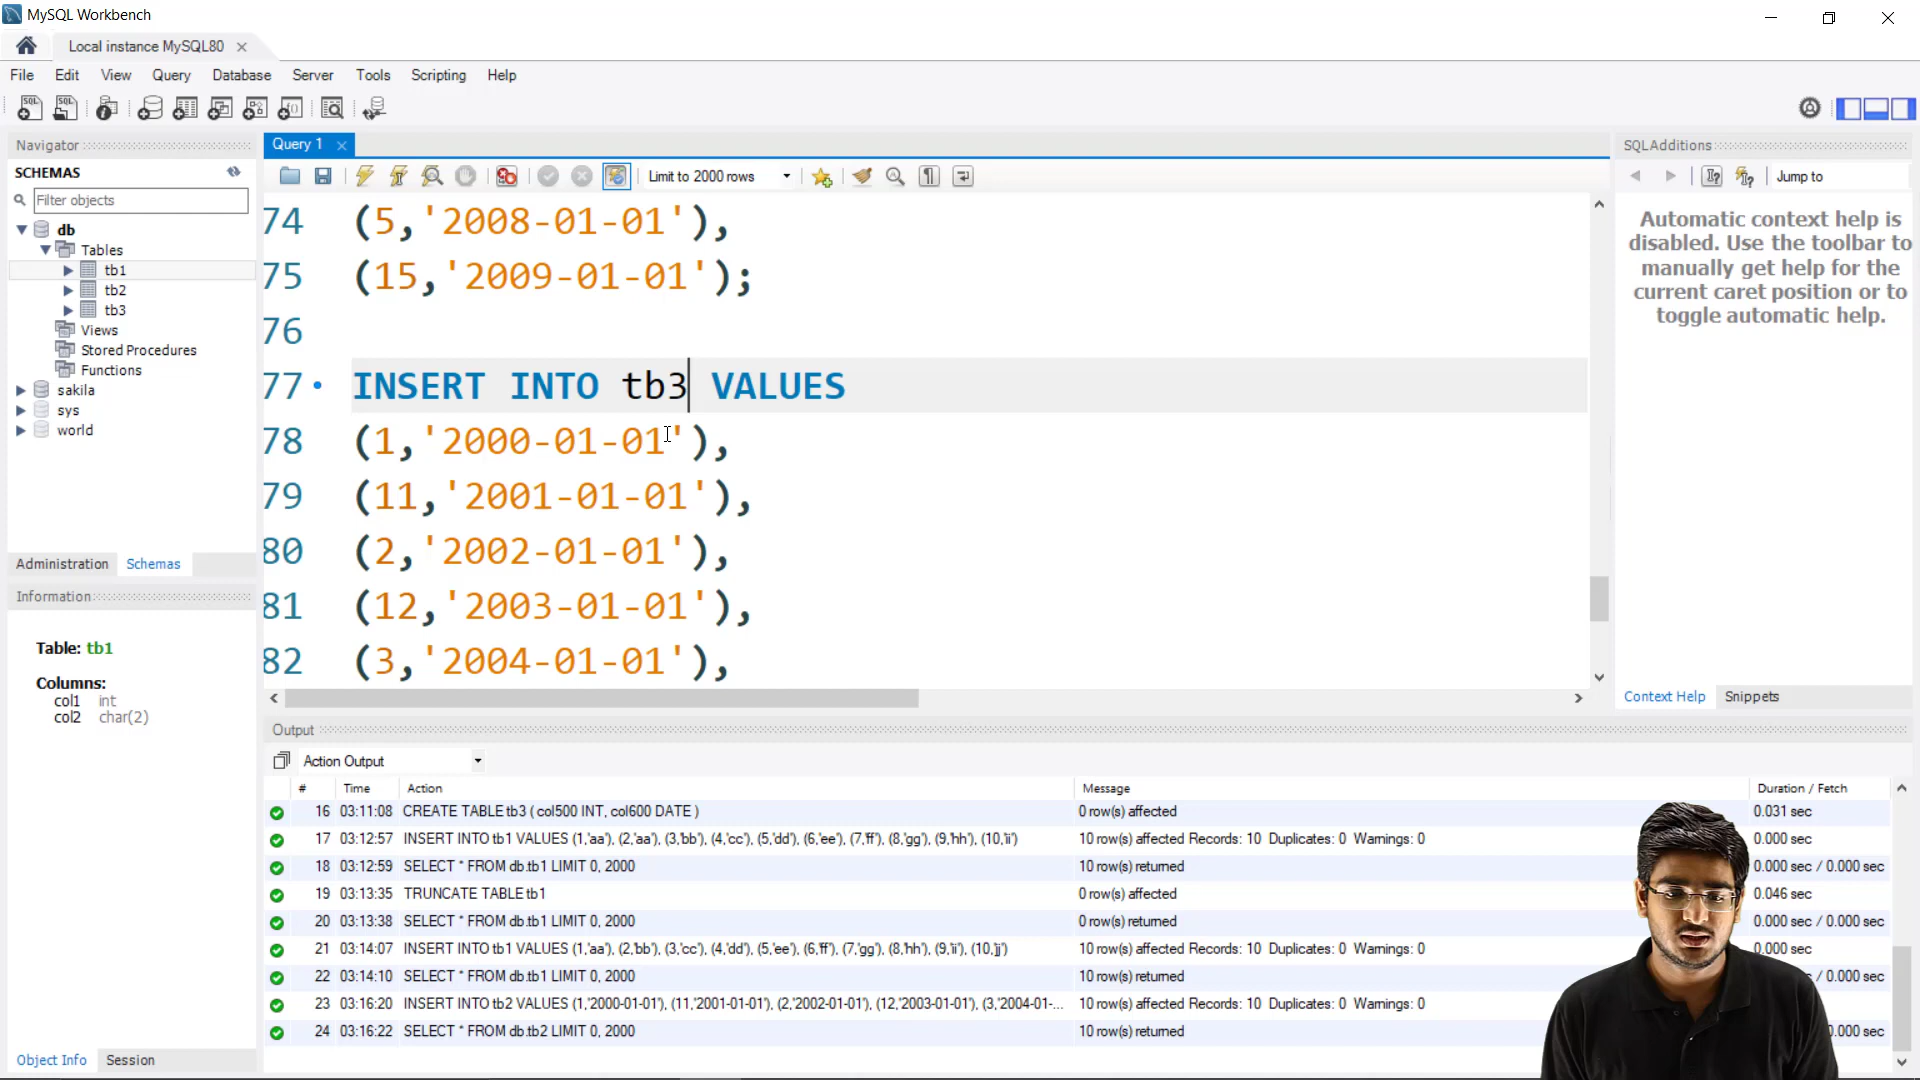 MySQL Workbench
Local instance MySQL80
File Edit View Query Database Server Tools Scripting Help
Navigator
SCHEMAS
Filter objects
db
Tables
tb1
tb2
tb3
Views
Stored Procedures
Functions
sakila
sys
world
Administration Schemas
Information
Table: tb1
Columns:
col1 int
col2 char(2)
Object Info Session
Query 1
Limit to 2000 rows
74 (5,'2008-01-01'),
75 (15,'2009-01-01');
76
77 INSERT INTO tb3 VALUES
78 (1,'2000-01-01'),
79 (11,'2001-01-01'),
80 (2,'2002-01-01'),
81 (12,'2003-01-01'),
82 (3,'2004-01-01'),
SQLAdditions
Jump to
Automatic context help is
disabled. Use the toolbar to
manually get help for the
current caret position or to
toggle automatic help.
Context Help Snippets
Output
Action Output
# Time Action Message Duration / Fetch
16 03:11:08 CREATE TABLE tb3 ( col500 INT, col600 DATE ) 0 row(s) affected 0.031 sec
17 03:12:57 INSERT INTO tb1 VALUES (1,'aa'), (2,'aa'), (3,'bb'), (4,'cc'), (5,'dd'), (6,'ee'), (7,'ff'), (8,'gg'), (9,'hh'), (10,'ii') 10 row(s) affected Records: 10 Duplicates: 0 Warnings: 0 0.000 sec
18 03:12:59 SELECT * FROM db.tb1 LIMIT 0, 2000 10 row(s) returned 0.000 sec / 0.000 sec
19 03:13:35 TRUNCATE TABLE tb1 0 row(s) affected 0.046 sec
20 03:13:38 SELECT * FROM db.tb1 LIMIT 0, 2000 0 row(s) returned 0.000 sec / 0.000 sec
21 03:14:07 INSERT INTO tb1 VALUES (1,'aa'), (2,'bb'), (3,'cc'), (4,'dd'), (5,'ee'), (6,'ff'), (7,'gg'), (8,'hh'), (9,'ii'), (10,'jj') 10 row(s) affected Records: 10 Duplicates: 0 Warnings: 0 0.000 sec
22 03:14:10 SELECT * FROM db.tb1 LIMIT 0, 2000 10 row(s) returned / 0.000 sec
23 03:16:20 INSERT INTO tb2 VALUES (1,'2000-01-01'), (11,'2001-01-01'), (2,'2002-01-01'), (12,'2003-01-01'), (3,'2004-01-... 10 row(s) affected Records: 10 Duplicates: 0 Warnings: 0
24 03:16:22 SELECT * FROM db.tb2 LIMIT 0, 2000 10 row(s) returned 0.000 sec